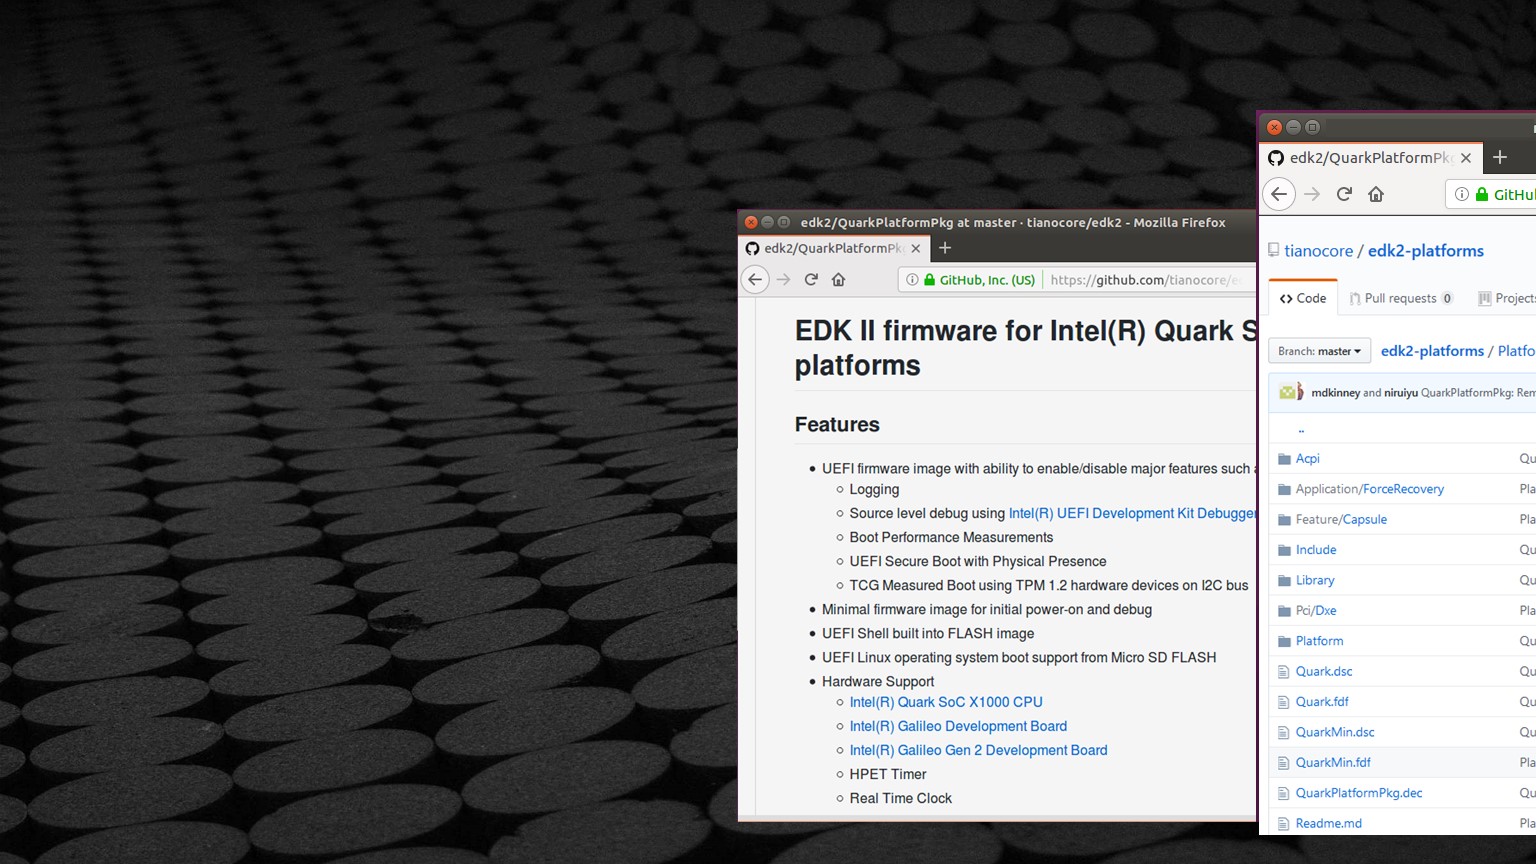 edk2/QuarkPlatformPkg at master · tianocore/edk2 - Mozilla Firefox
edk2/QuarkPlatformPk
GitHub, Inc. (US) https://github.com/tianocore/e
EDK II firmware for Intel(R) Quark S
platforms
Features
UEFI firmware image with ability to enable/disable major features such
Logging
Source level debug using Intel(R) UEFI Development Kit Debugger
Boot Performance Measurements
UEFI Secure Boot with Physical Presence
TCG Measured Boot using TPM 1.2 hardware devices on I2C bus
Minimal firmware image for initial power-on and debug
UEFI Shell built into FLASH image
UEFI Linux operating system boot support from Micro SD FLASH
Hardware Support
Intel(R) Quark SoC X1000 CPU
Intel(R) Galileo Development Board
Intel(R) Galileo Gen 2 Development Board
HPET Timer
Real Time Clock
edk2/QuarkPlatformPk
GitHu
tianocore / edk2-platforms
Code Pull requests 0 Projects
Branch: master edk2-platforms / Platfo
mdkinney and niruiyu QuarkPlatformPkg: Rem
..
Acpi Qu
Application/ForceRecovery Pla
Feature/Capsule Pla
Include Qu
Library Qu
Pci/Dxe Pla
Platform Qu
Quark.dsc Qu
Quark.fdf Qu
QuarkMin.dsc Qu
QuarkMin.fdf Pla
QuarkPlatformPkg.dec Qu
Readme.md Pla